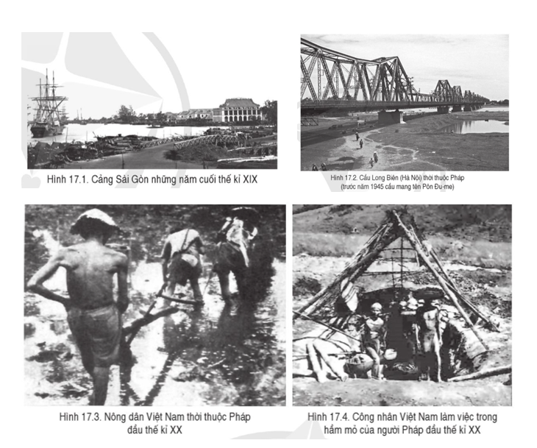 Hình 17.1. Cảng Sài Gòn những năm cuối thế kỉ XIX
Hình 17.2. Cầu Long Biên (Hà Nội) thời thuộc Pháp
(trước năm 1945 cầu mang tên Pôn Đu-me)
Hình 17.3. Nông dân Việt Nam thời thuộc Pháp
đầu thế kỉ XX
Hình 17.4. Công nhân Việt Nam làm việc trong
hầm mỏ của người Pháp đầu thế kỉ XX